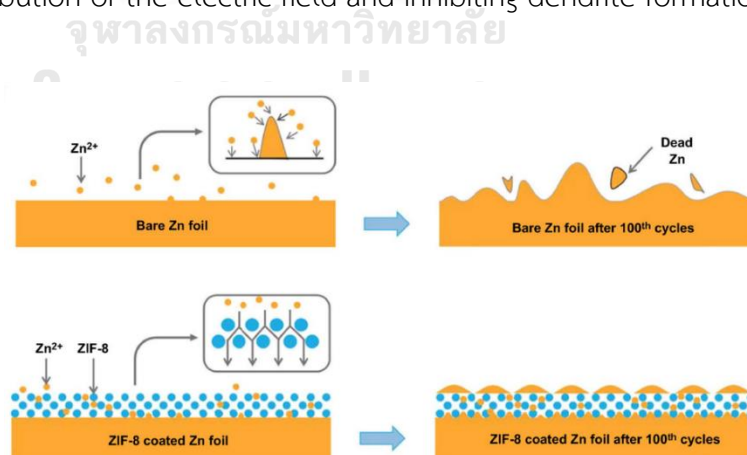 bution of the electric field and inhibiting dendrite formatio
จุฬาลงกรณ์มหาวิทยาลัย
Zn²⁺
Bare Zn foil
Dead
Zn
Bare Zn foil after 100th cycles
Zn²⁺ ZIF-8
ZIF-8 coated Zn foil
ZIF-8 coated Zn foil after 100th cycles